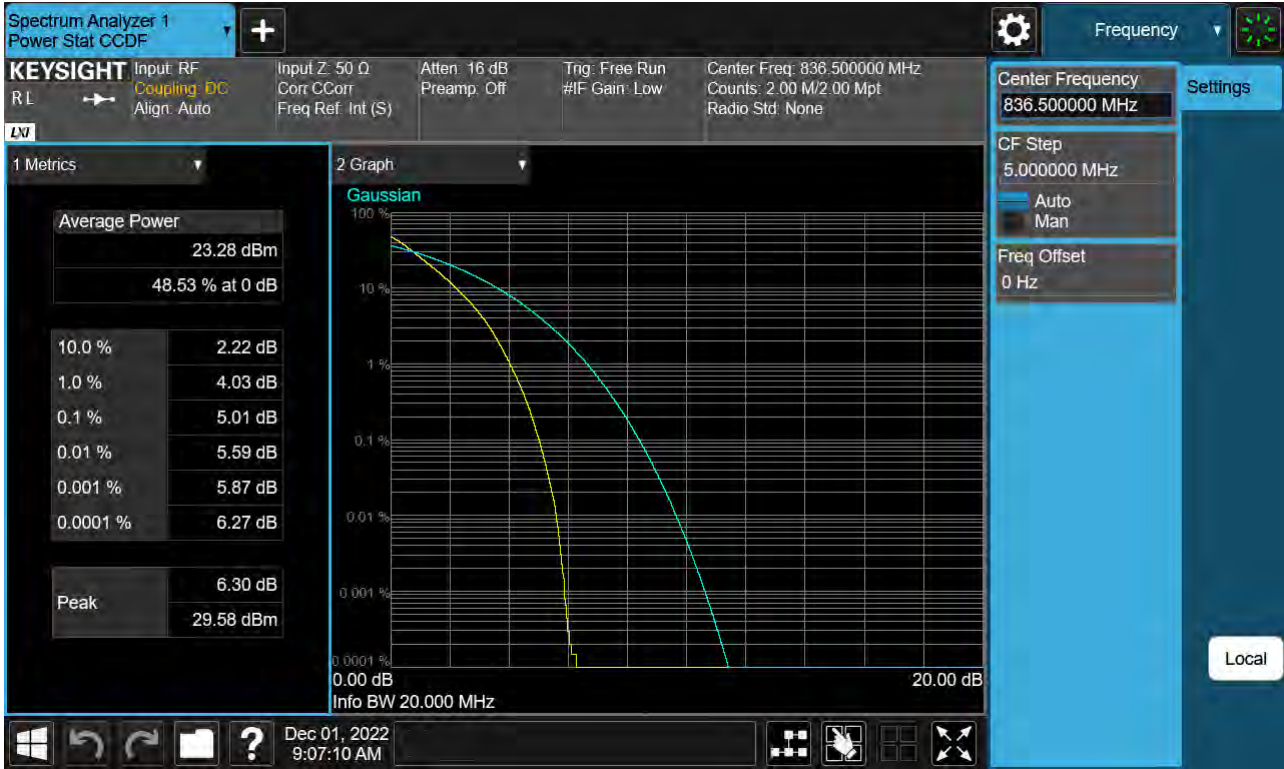 Spectrum Analyzer 1
Power Stat CCDF
Frequency
KEYSIGHT
Input: RF
Coupling: DC
Align: Auto
R L
LXI
Input Z: 50 Ω
Corr CCorr
Freq Ref: Int (S)
Atten: 16 dB
Preamp: Off
Trig: Free Run
#IF Gain: Low
Center Freq: 836.500000 MHz
Counts: 2.00 M/2.00 Mpt
Radio Std: None
Center Frequency
836.500000 MHz
Settings
CF Step
5.000000 MHz
Auto
Man
Freq Offset
0 Hz
Local
1 Metrics
Average Power
23.28 dBm
48.53 % at 0 dB
10.0 % 2.22 dB
1.0 % 4.03 dB
0.1 % 5.01 dB
0.01 % 5.59 dB
0.001 % 5.87 dB
0.0001 % 6.27 dB
Peak
6.30 dB
29.58 dBm
2 Graph
Gaussian
100 %
10 %
1 %
0.1 %
0.01 %
0.001 %
0.0001 %
0.00 dB 20.00 dB
Info BW 20.000 MHz
?
Dec 01, 2022
9:07:10 AM